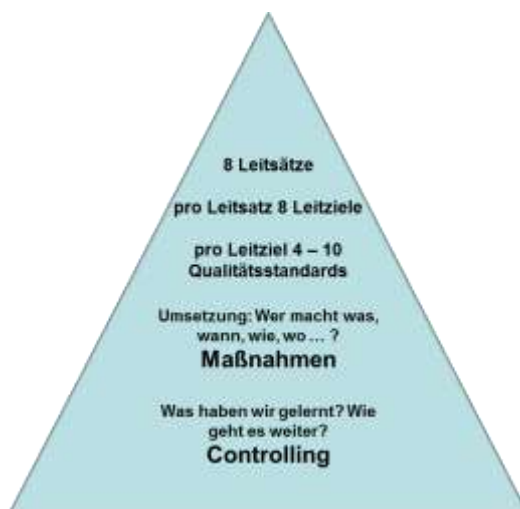 8 Leitsätze
pro Leitsatz 8 Leitziele
pro Leitziel 4 – 10
Qualitätsstandards
Umsetzung: Wer macht was,
wann, wie, wo ... ?
Maßnahmen
Was haben wir gelernt? Wie
geht es weiter?
Controlling